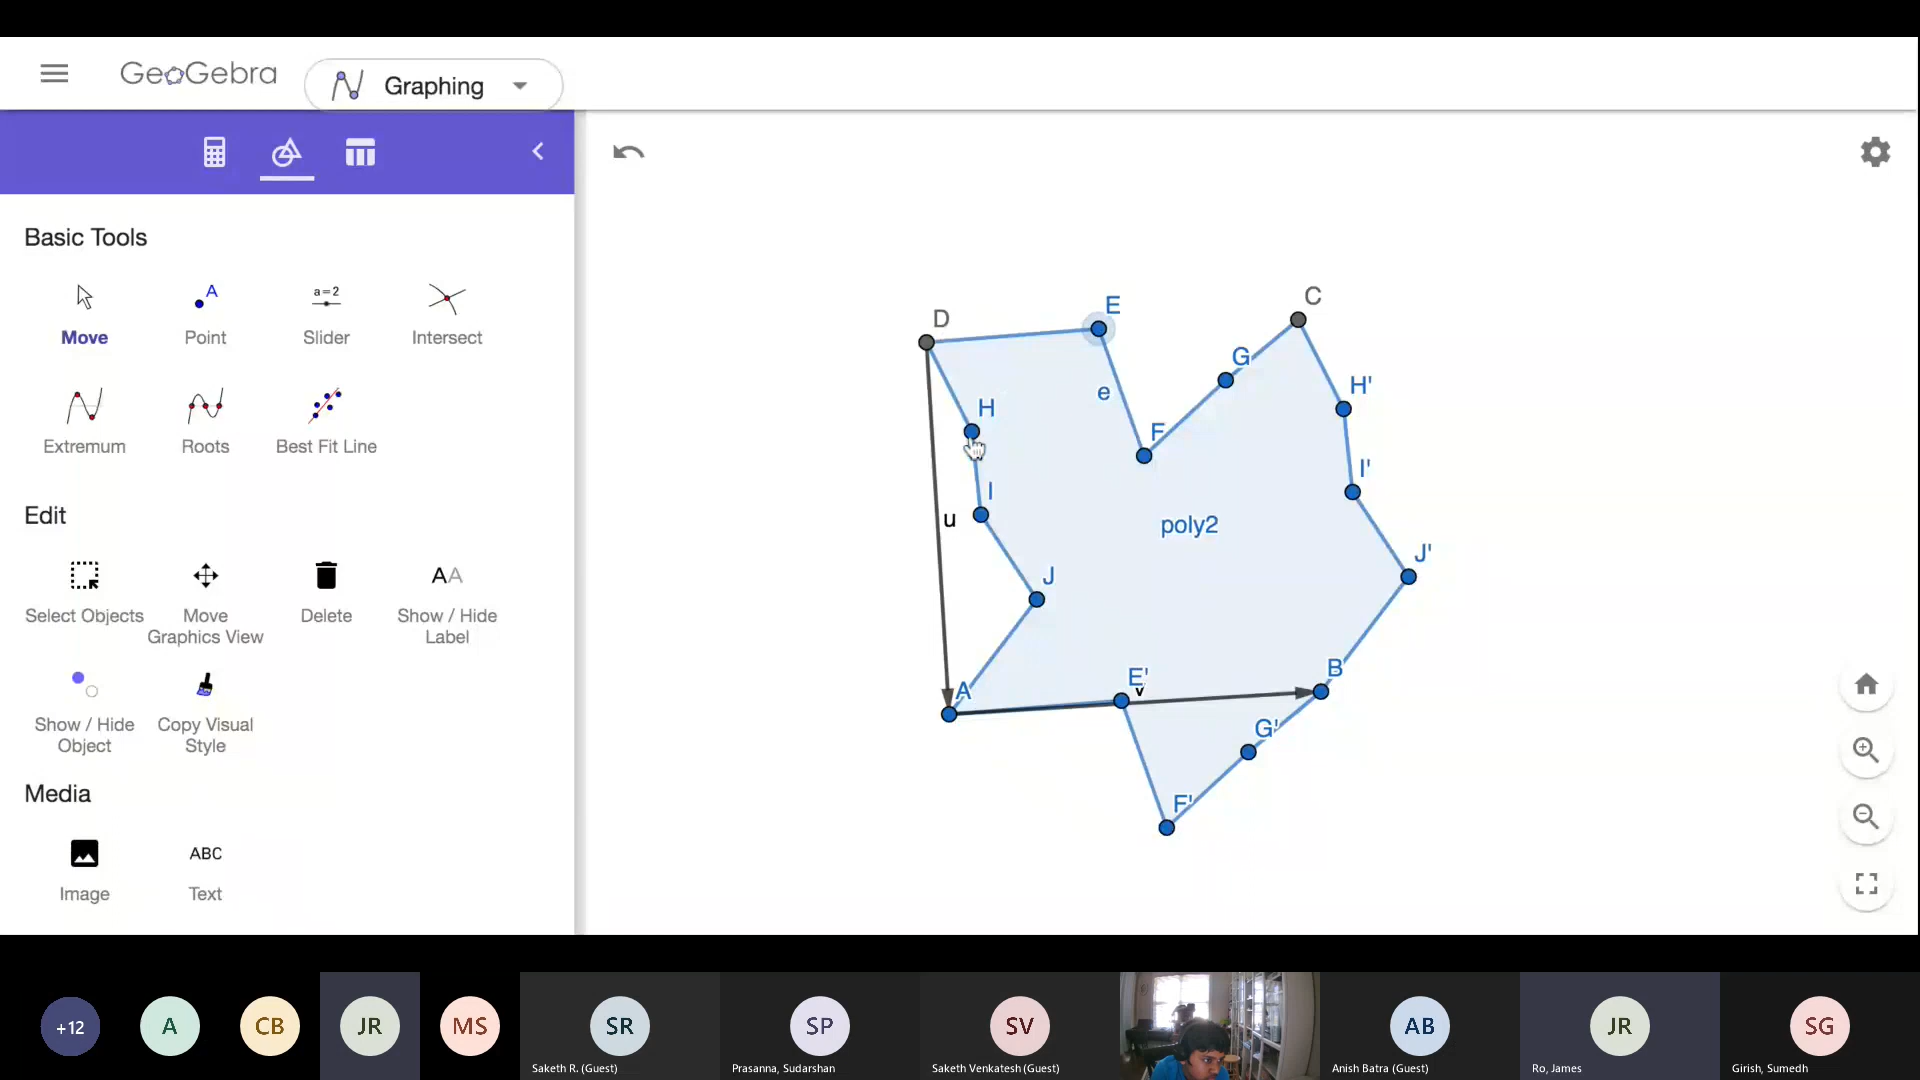 GeoGebra
Graphing
Basic Tools
A
a=2
Move
Point
Slider
Intersect
Extremum
Roots
Best Fit Line
Edit
AA
Select Objects
Move
Graphics View
Delete
Show / Hide
Label
Show / Hide
Object
Copy Visual
Style
Media
ABC
Image
Text
D
E
C
G
H'
e
H
F
I'
I
u
poly2
J'
J
E'
B
A
v
G'
F'
+12
A
CB
JR
MS
SR
SP
SV
AB
JR
SG
Saketh R. (Guest)
Prasanna, Sudarshan
Saketh Venkatesh (Guest)
Anish Batra (Guest)
Ro, James
Girish, Sumedh